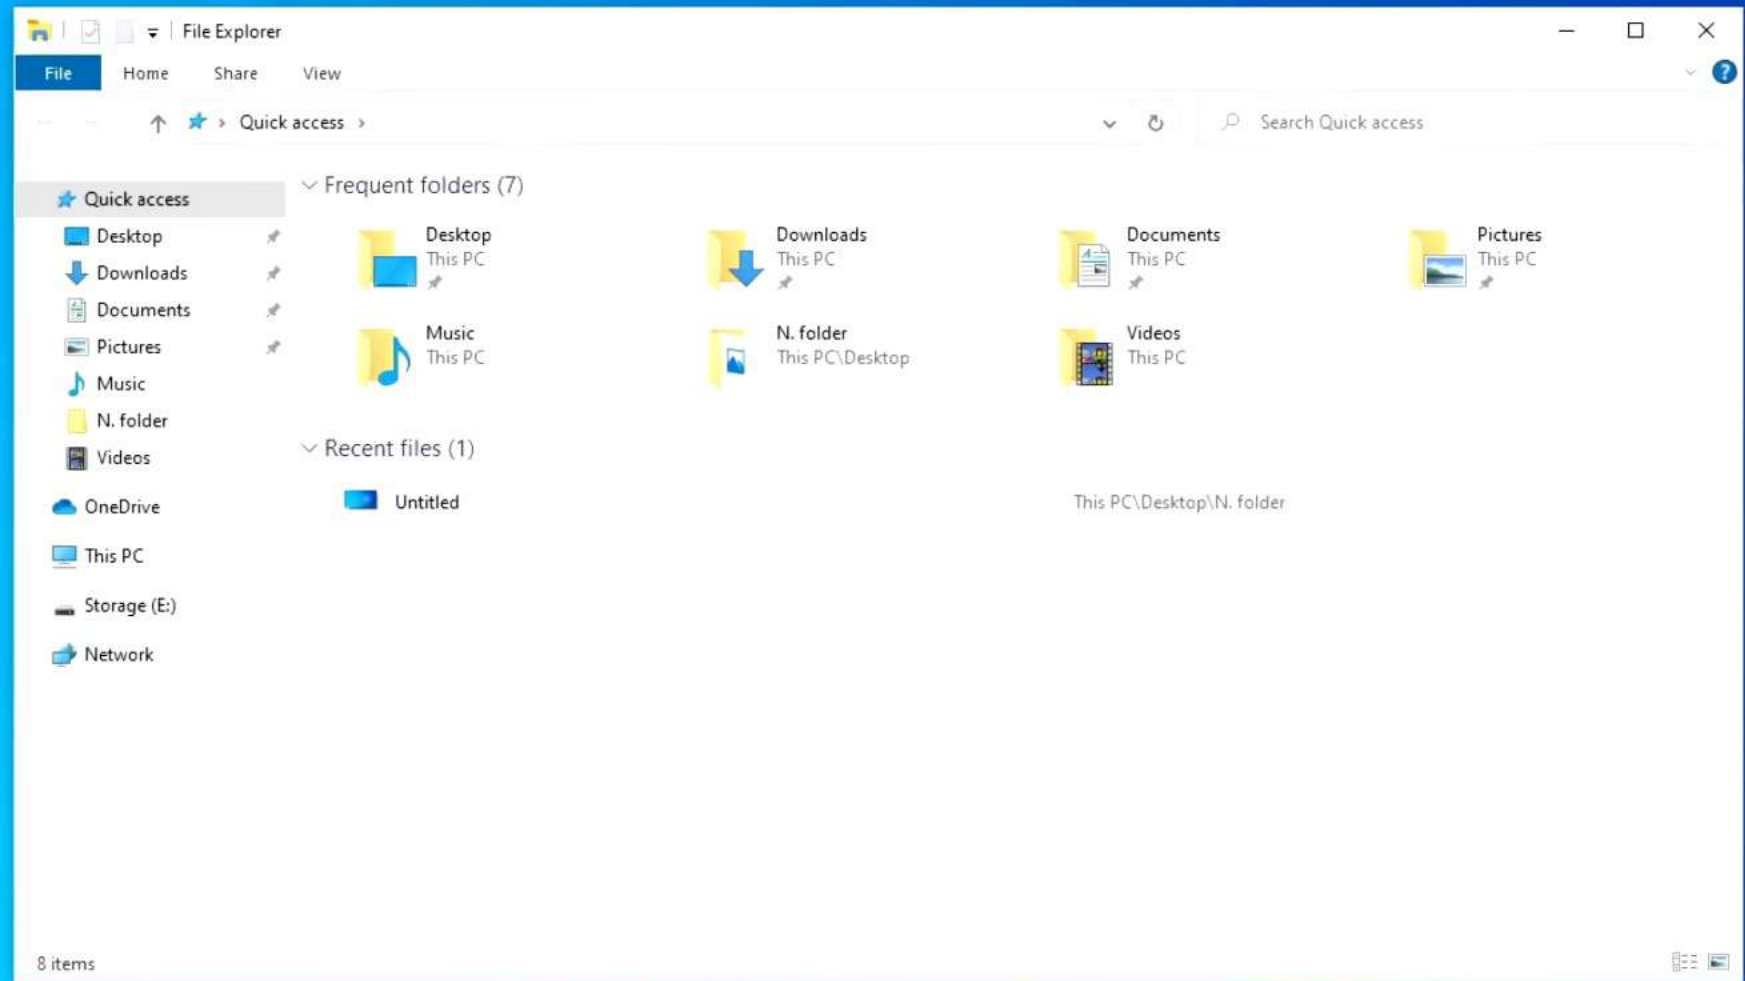 File Explorer
File Home Share View
?
Quick access
Search Quick access
Quick access
Desktop
Downloads
Documents
Pictures
Music
N. folder
Videos
OneDrive
This PC
Storage (E:)
Network
Frequent folders (7)
Desktop
This PC
Downloads
This PC
Documents
This PC
Pictures
This PC
Music
This PC
N. folder
This PC\Desktop
Videos
This PC
Recent files (1)
Untitled
This PC\Desktop\N. folder
8 items